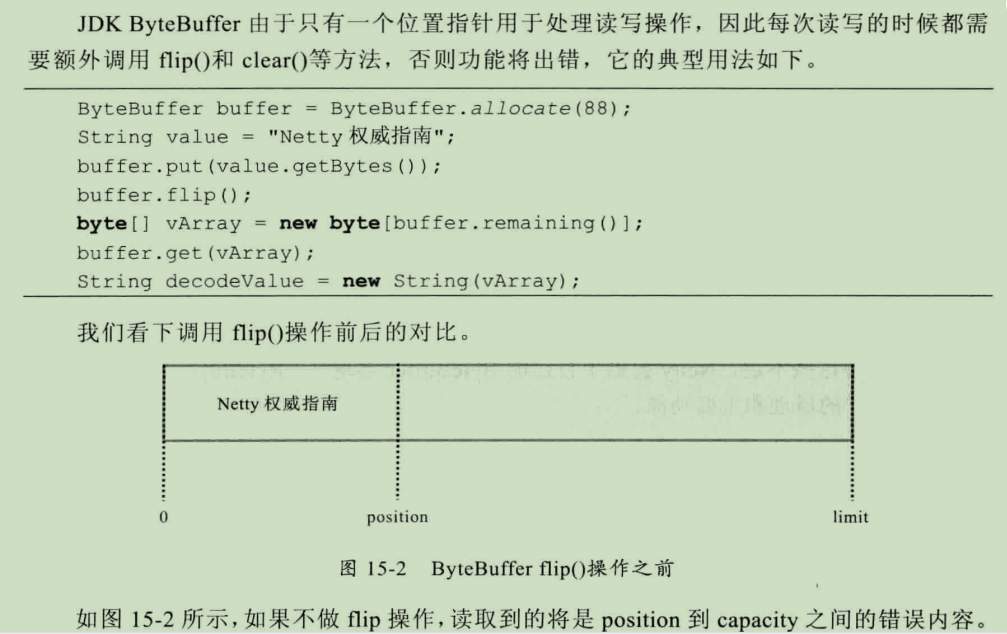 JDK ByteBuffer 由于只有一个位置指针用于处理读写操作，因此每次读写的时候都需
要额外调用 flip()和 clear()等方法，否则功能将出错，它的典型用法如下。
ByteBuffer buffer = ByteBuffer.allocate(88);
String value = "Netty 权威指南";
buffer.put(value.getBytes());
buffer.flip();
byte[] vArray = new byte[buffer.remaining()];
buffer.get(vArray);
String decodeValue = new String(vArray);
我们看下调用 flip()操作前后的对比。
Netty 权威指南
0 position limit
图 15-2 ByteBuffer flip()操作之前
如图 15-2 所示，如果不做 flip 操作，读取到的将是 position 到 capacity 之间的错误内容。